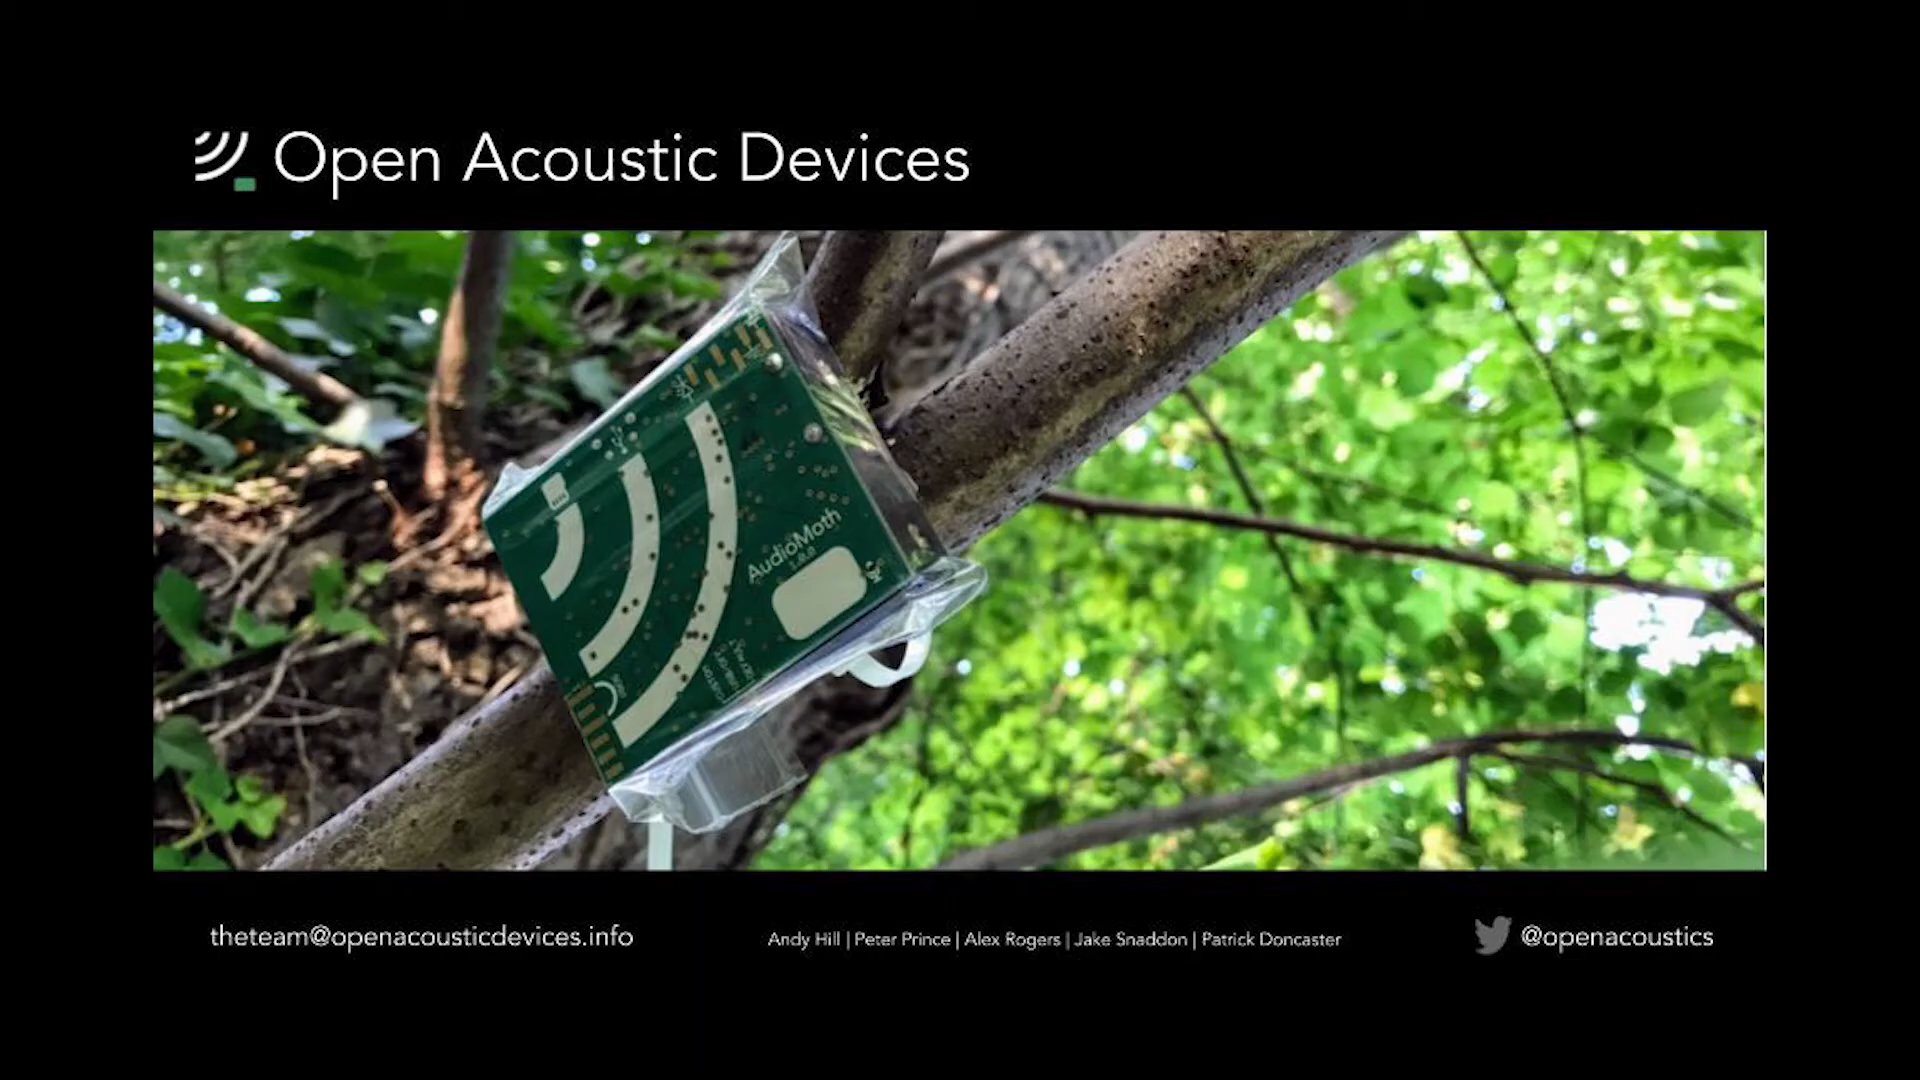 Open Acoustic Devices
AudioMoth
theteam@openacousticdevices.info
Andy Hill | Peter Prince | Alex Rogers | Jake Snaddon | Patrick Doncaster
@openacoustics